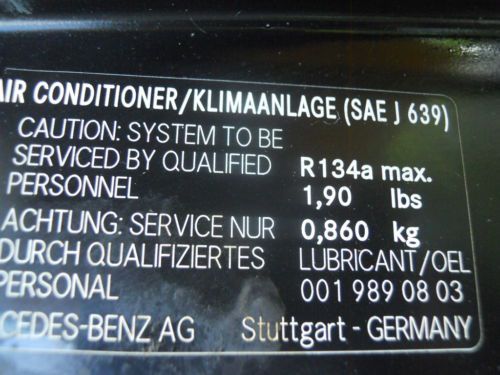 AIR CONDITIONER/KLIMAANLAGE (SAE J 639)
CAUTION: SYSTEM TO BE
SERVICED BY QUALIFIED
PERSONNEL
R134a max.
1,90 lbs
0,860 kg
LUBRICANT/OEL
001 989 08 03
ACHTUNG: SERVICE NUR
DURCH QUALIFIZIERTES
PERSONAL
CEDES-BENZ AG Stuttgart - GERMANY